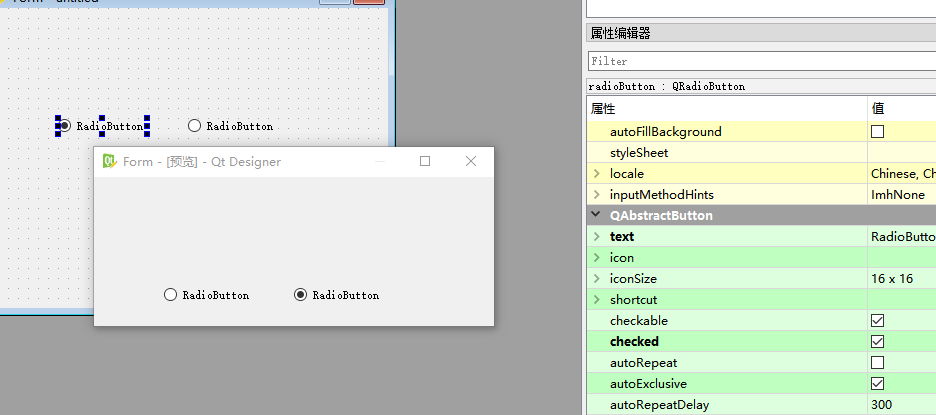 Form - untitled
属性编辑器
Filter
radioButton : QRadioButton
属性 值
RadioButton RadioButton
autoFillBackground
styleSheet
Form - [预览] - Qt Designer
locale Chinese, Ch
inputMethodHints ImhNone
QAbstractButton
text RadioButto
icon
iconSize 16 x 16
RadioButton RadioButton
shortcut
checkable
checked
autoRepeat
autoExclusive
autoRepeatDelay 300